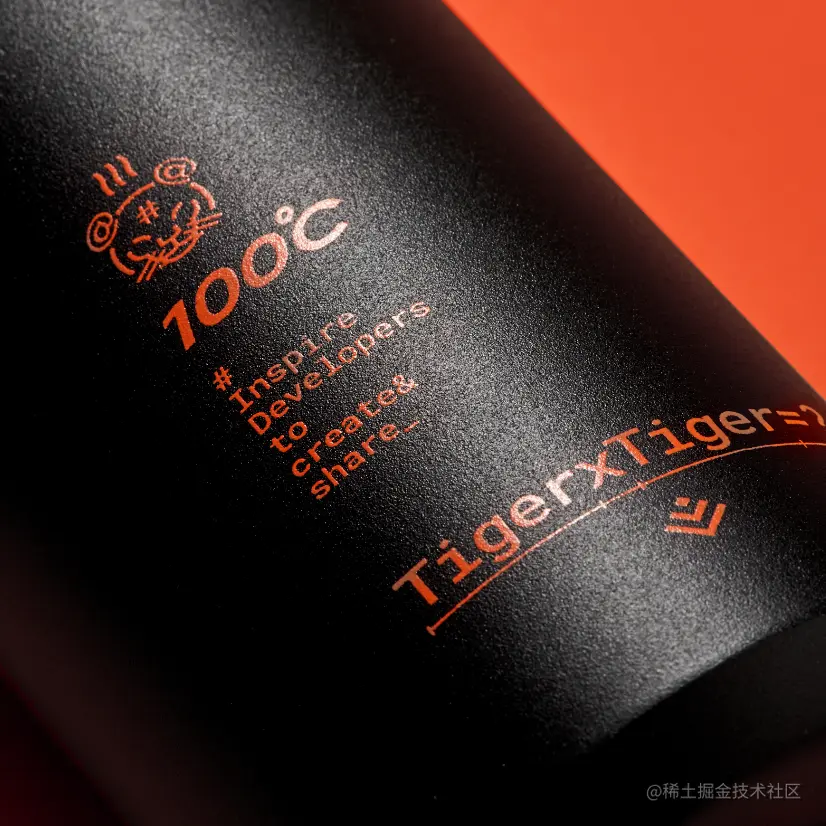 100℃
#
Inspire
Developers
to
create&
share_
TigerxTiger=
@稀土掘金技术社区